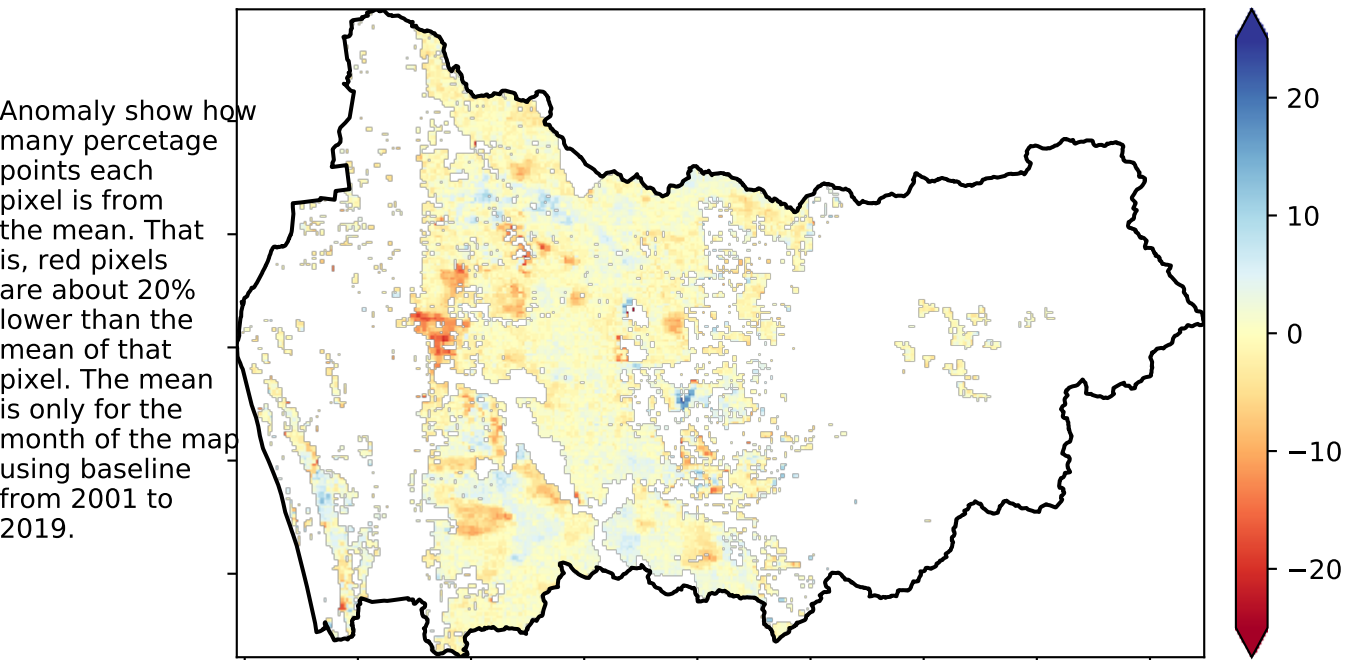 Anomaly show how
many percetage
points each
pixel is from
the mean. That
is, red pixels
are about 20%
lower than the
mean of that
pixel. The mean
is only for the
month of the map
using baseline
from 2001 to
2019.
20
10
0
−10
−20